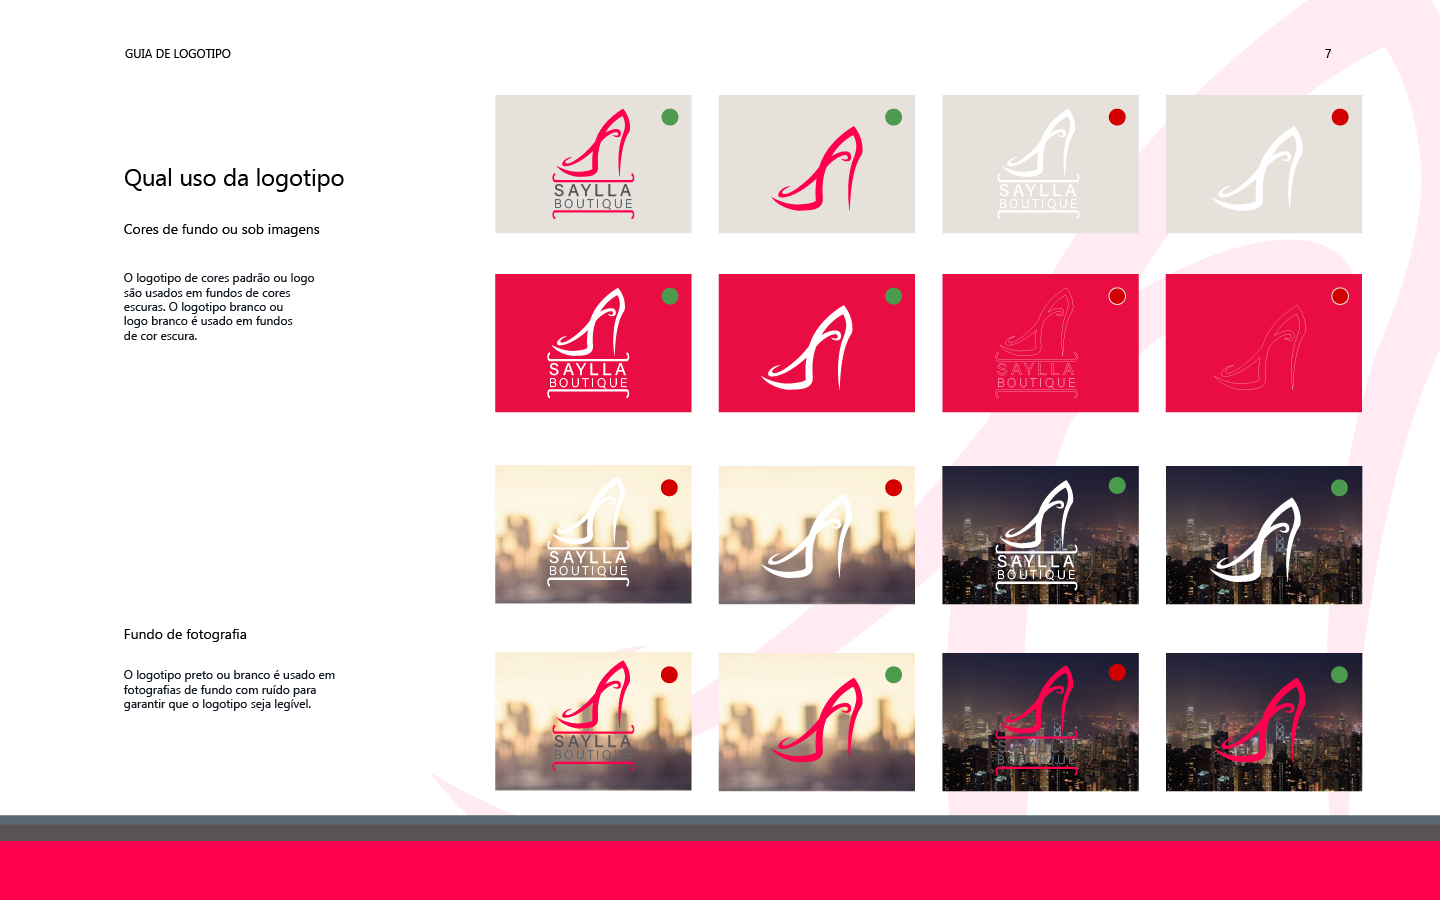 GUIA DE LOGOTIPO
7
Qual uso da logotipo
Cores de fundo ou sob imagens
O logotipo de cores padrão ou logo
são usados em fundos de cores
escuras. O logotipo branco ou
logo branco é usado em fundos
de cor escura.
SAYLLA
BOUTIQUE
SAYLLA
BOUTIQUE
SAYLLA
BOUTIQUE
SAYLLA
BOUTIQUE
SAYLLA
BOUTIQUE
SAYLLA
BOUTIQUE
Fundo de fotografia
O logotipo preto ou branco é usado em
fotografias de fundo com ruído para
garantir que o logotipo seja legível.
SAYLLA
BOUTIQUE
SAYLLA
BOUTIQUE